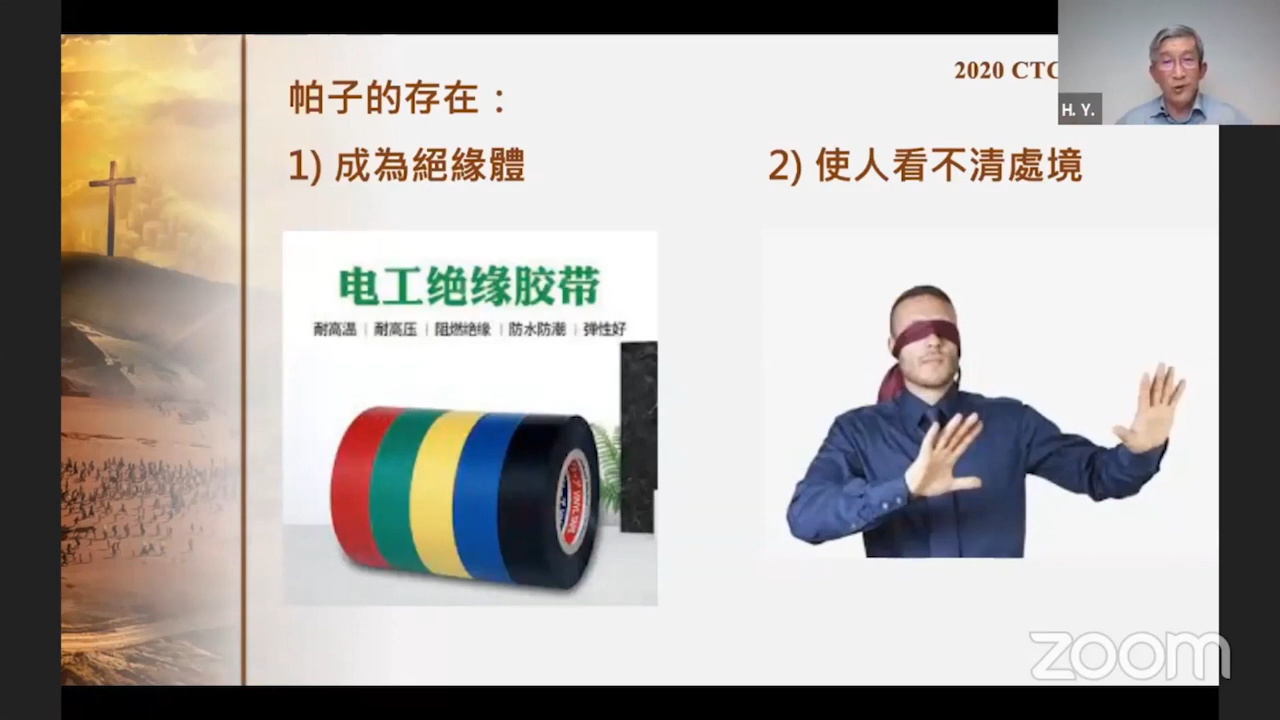 2020 CTC
H. Y.
帕子的存在：
1) 成為絕緣體
2) 使人看不清處境
电工绝缘胶带
耐高温 | 耐高压 | 阻燃绝缘 | 防水防潮 | 弹性好
VINYL
zoom